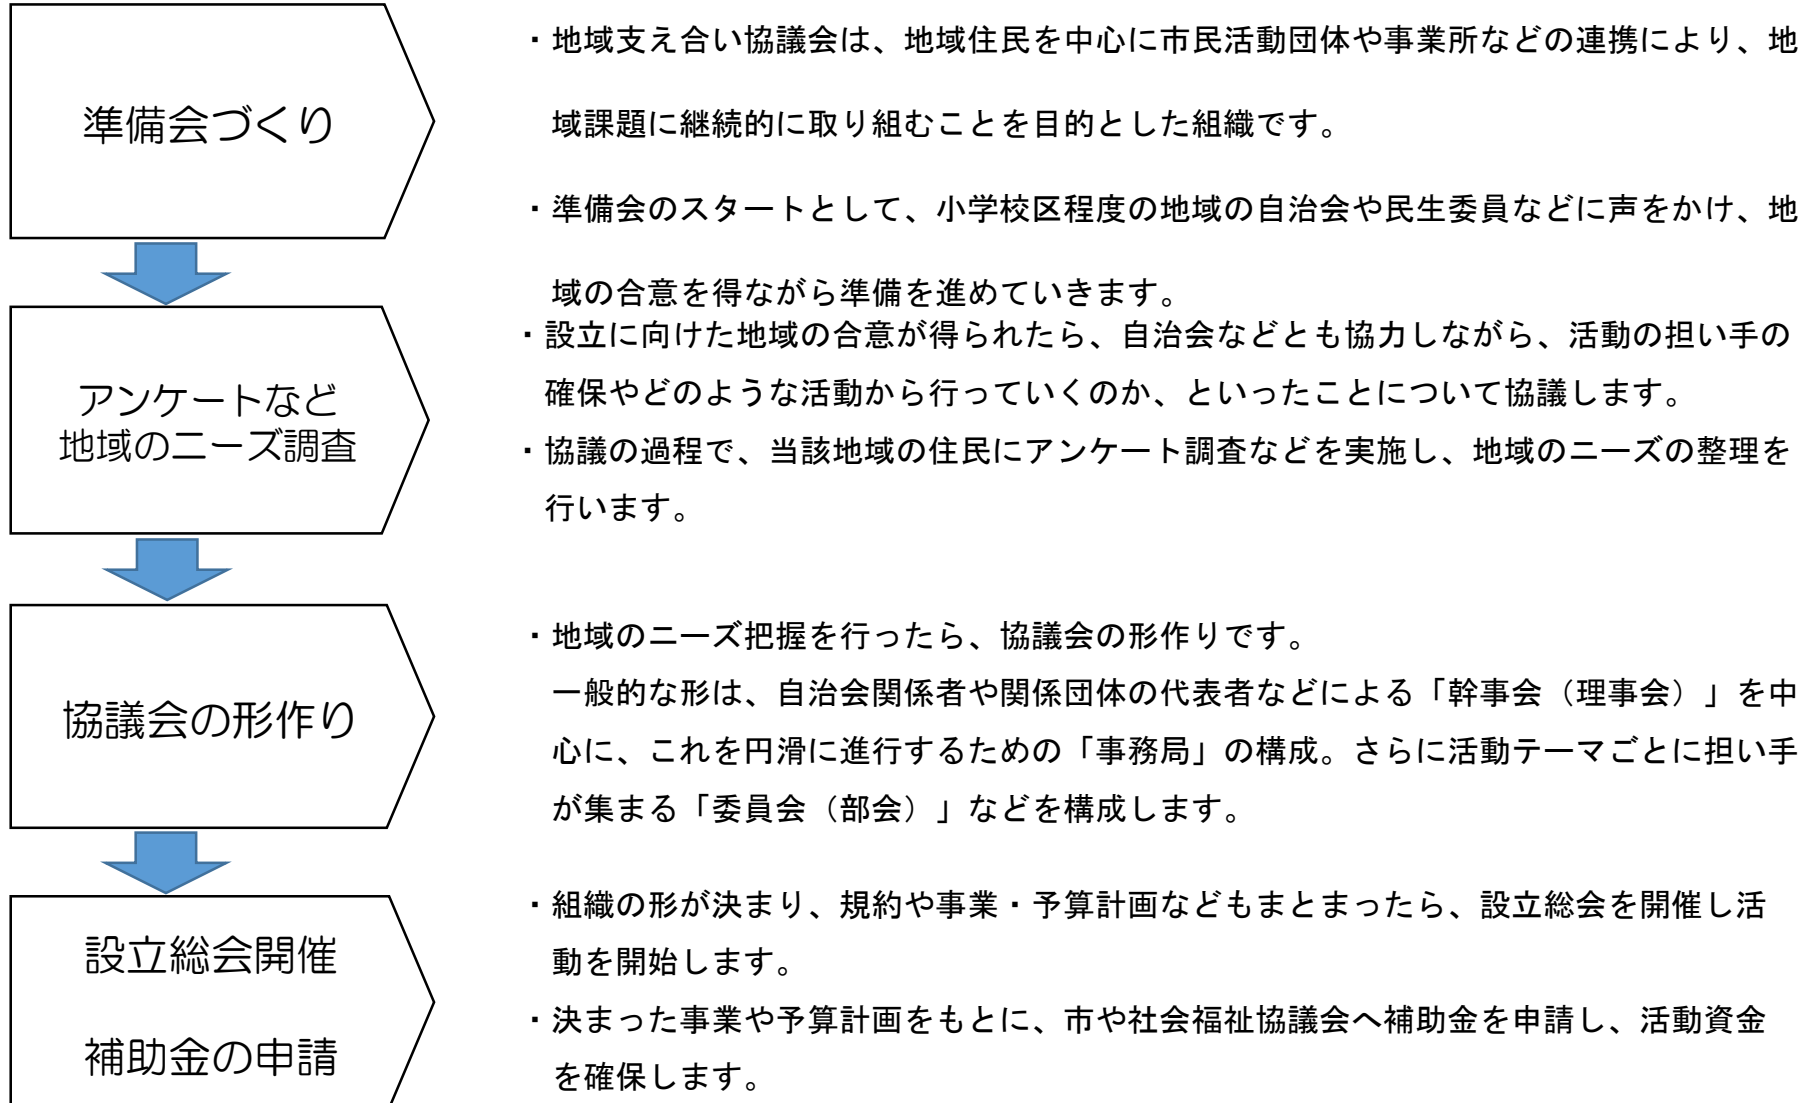 準備会づくり
・地域支え合い協議会は、地域住民を中心に市民活動団体や事業所などの連携により、地
域課題に継続的に取り組むことを目的とした組織です。
・準備会のスタートとして、小学校区程度の地域の自治会や民生委員などに声をかけ、地
域の合意を得ながら準備を進めていきます。
アンケートなど
地域のニーズ調査
・設立に向けた地域の合意が得られたら、自治会などとも協力しながら、活動の担い手の
確保やどのような活動から行っていくのか、といったことについて協議します。
・協議の過程で、当該地域の住民にアンケート調査などを実施し、地域のニーズの整理を
行います。
協議会の形作り
・地域のニーズ把握を行ったら、協議会の形作りです。
一般的な形は、自治会関係者や関係団体の代表者などによる「幹事会（理事会）」を中
心に、これを円滑に進行するための「事務局」の構成。さらに活動テーマごとに担い手
が集まる「委員会（部会）」などを構成します。
設立総会開催
補助金の申請
・組織の形が決まり、規約や事業・予算計画などもまとまったら、設立総会を開催し活
動を開始します。
・決まった事業や予算計画をもとに、市や社会福祉協議会へ補助金を申請し、活動資金
を確保します。